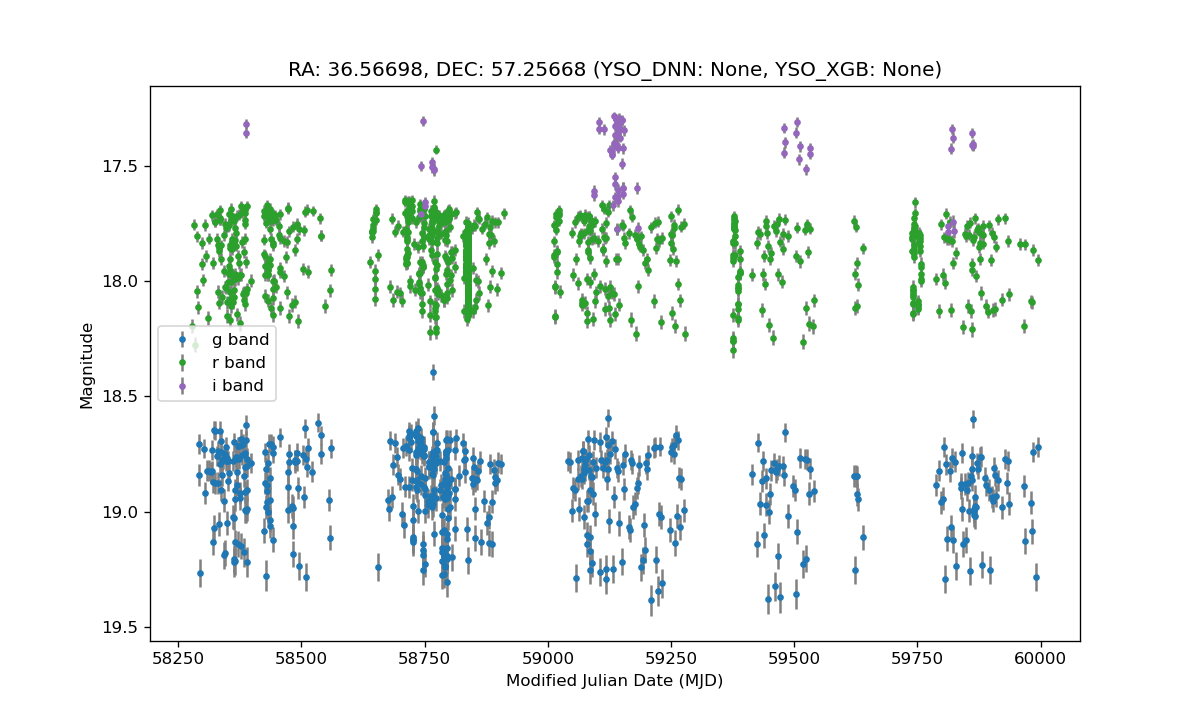 RA: 36.56698, DEC: 57.25668 (YSO_DNN: None, YSO_XGB: None)
17.5
18.0
18.5
19.0
19.5
Magnitude
g band
r band
i band
58250 58500 58750 59000 59250 59500 59750 60000
Modified Julian Date (MJD)